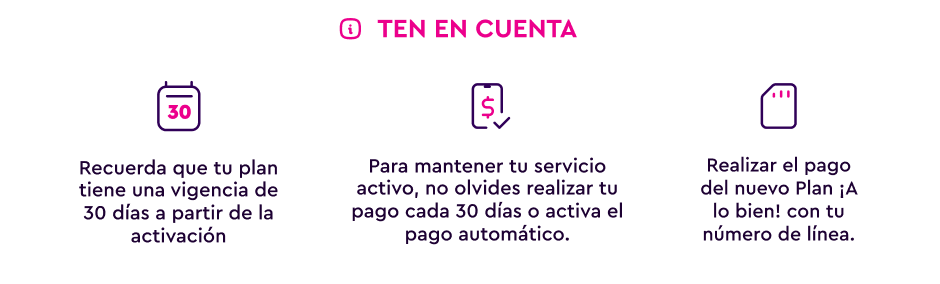 TEN EN CUENTA
30
Recuerda que tu plan
tiene una vigencia de
30 días a partir de la
activación
$
Para mantener tu servicio
activo, no olvides realizar tu
pago cada 30 días o activa el
pago automático.
Realizar el pago
del nuevo Plan ¡A
lo bien! con tu
número de línea.